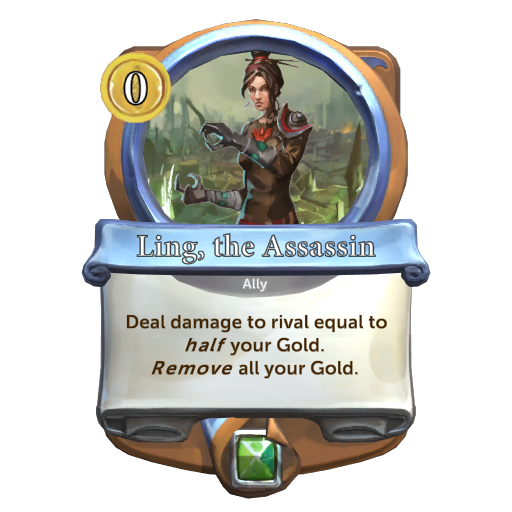 0
Ling, the Assassin
Ally
Deal damage to rival equal to
half your Gold.
Remove all your Gold.